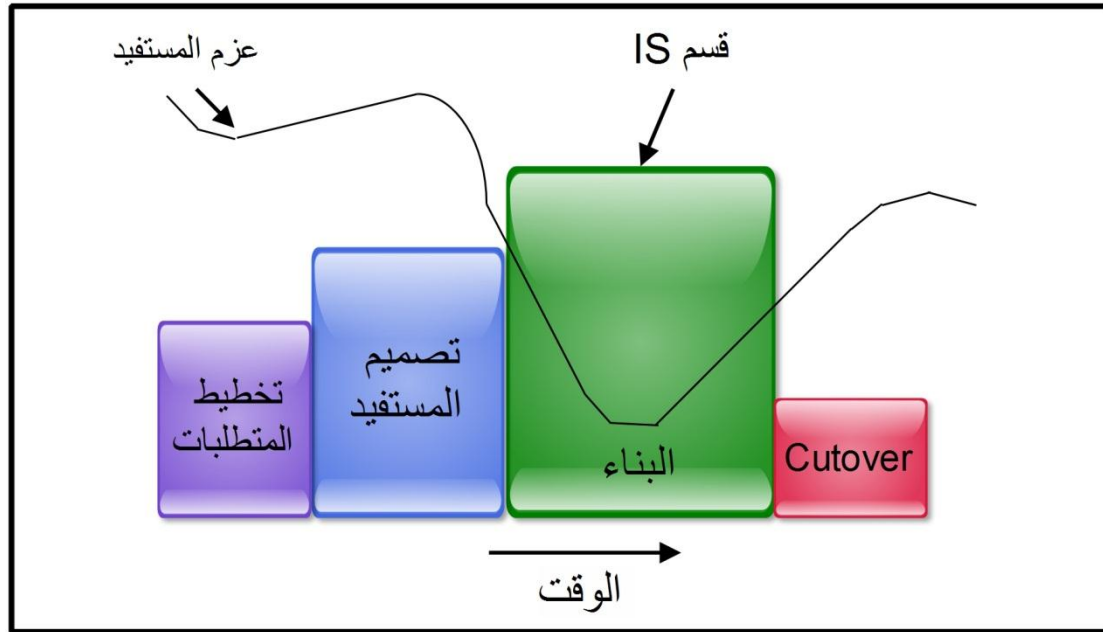 عزم المستفيد
قسم IS
تخطيط
المتطلبات
تصميم
المستفيد
البناء
Cutover
الوقت